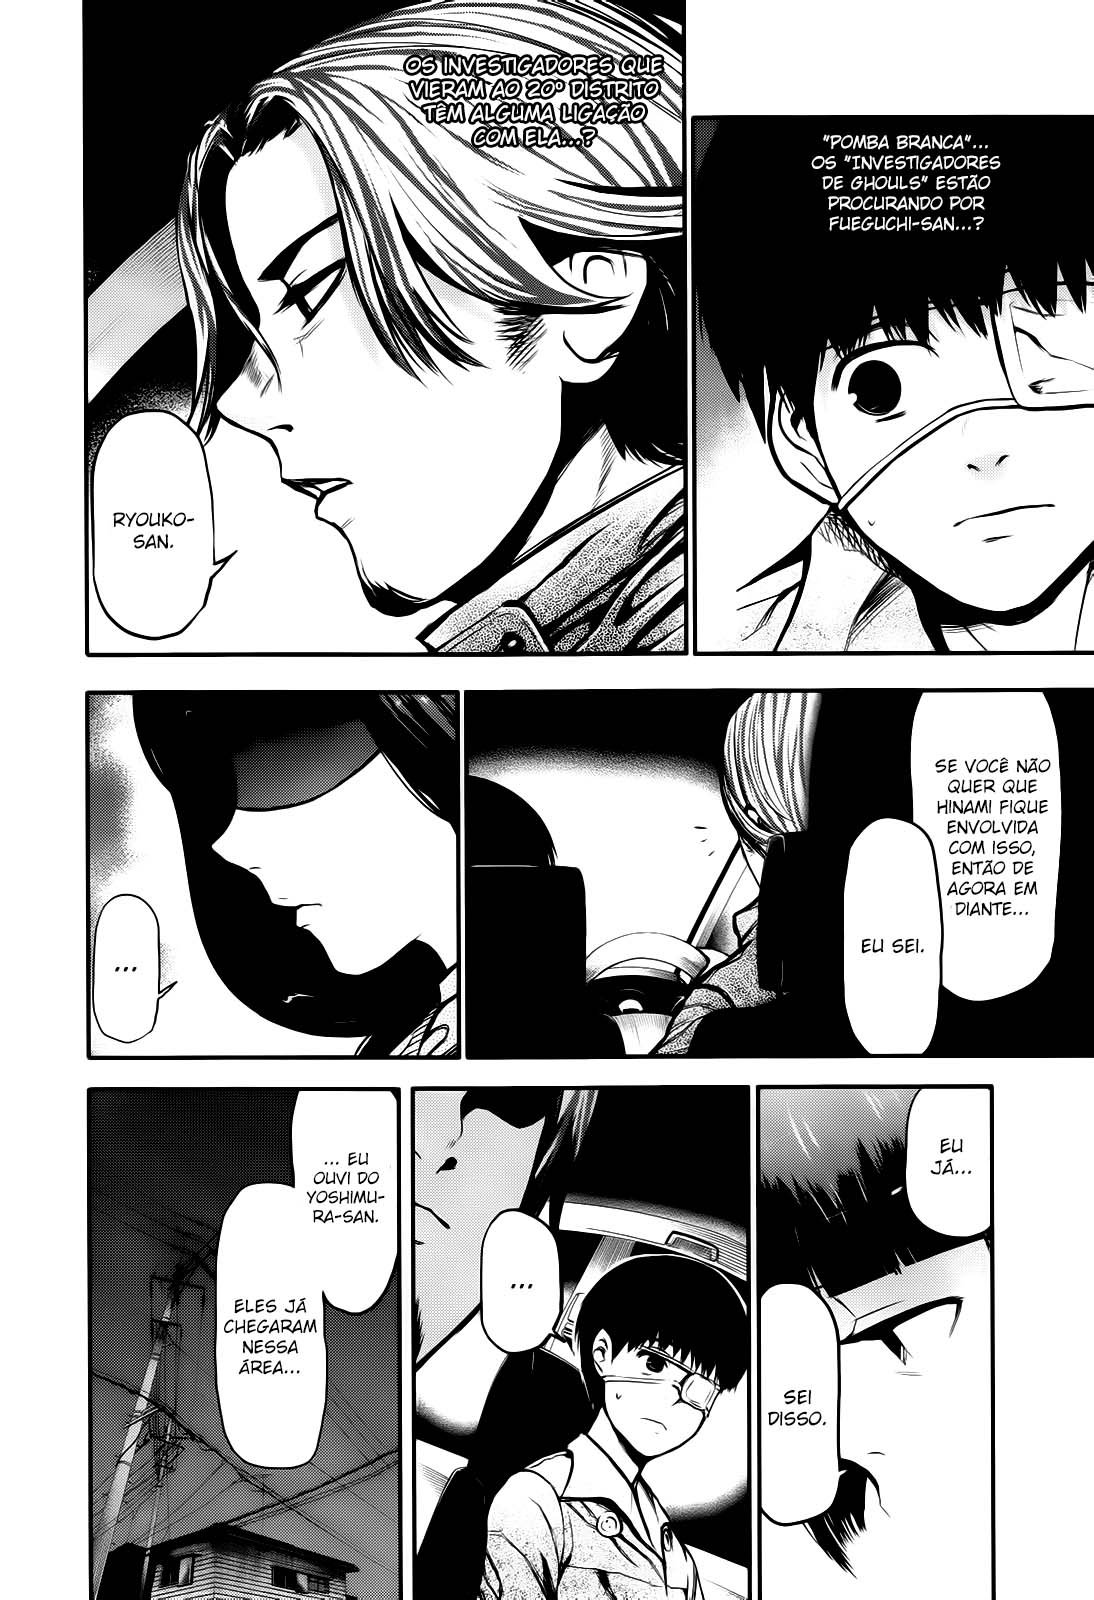 "POMBA BRANCA"...
OS "INVESTIGADORES
DE GHOULS" ESTÃO
PROCURANDO POR
FUEGUCHI-SAN...?
OS INVESTIGADORES QUE
VIERAM AO 20º DISTRITO
TÊM ALGUMA LIGAÇÃO
COM ELA...?
RYOUKO-
SAN.
SE VOCÊ NÃO
QUER QUE
HINAMI FIQUE
ENVOLVIDA
COM ISSO,
ENTÃO DE
AGORA EM
DIANTE...
EU SEI.
...
EU
JÁ...
SEI
DISSO.
...
... EU
OUVI DO
YOSHIMU-
RA-SAN.
ELES JÁ
CHEGARAM
NESSA
ÁREA...